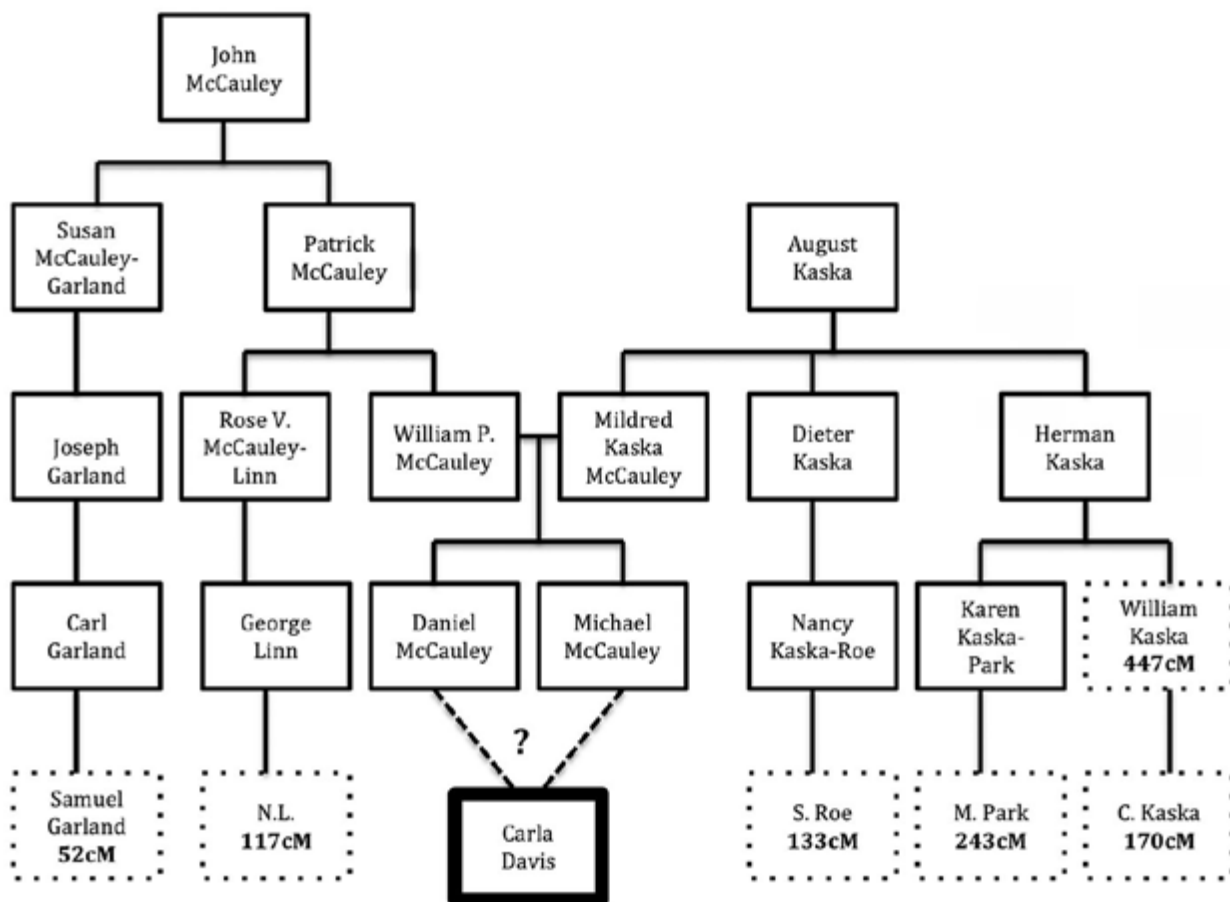 John
McCauley
Susan
McCauley-
Garland
Patrick
McCauley
August
Kaska
Joseph
Garland
Rose V.
McCauley-
Linn
William P.
McCauley
Mildred
Kaska
McCauley
Dieter
Kaska
Herman
Kaska
Carl
Garland
George
Linn
Daniel
McCauley
Michael
McCauley
Nancy
Kaska-Roe
Karen
Kaska-
Park
William
Kaska
447cM
?
Samuel
Garland
52cM
N.L.
117cM
Carla
Davis
S. Roe
133cM
M. Park
243cM
C. Kaska
170cM